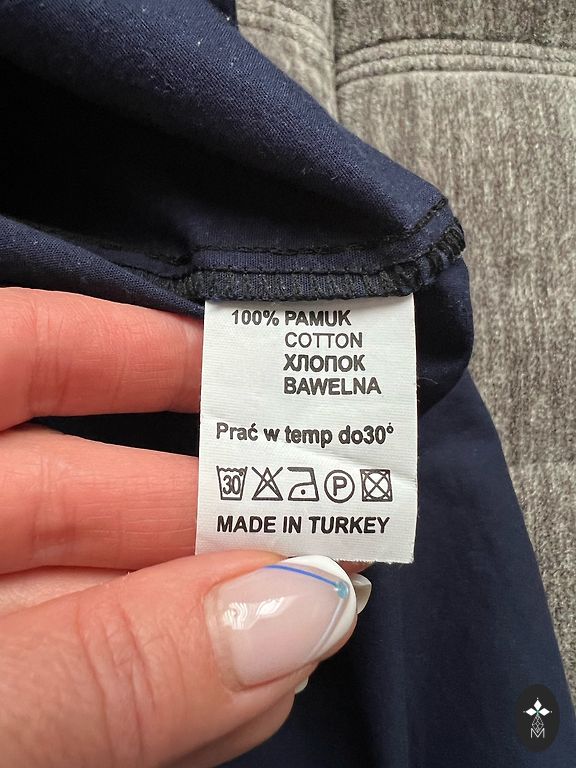 100% PAMUK
COTTON
ХЛОПОК
BAWELNA
Prać w temp do30°
30 P
MADE IN TURKEY